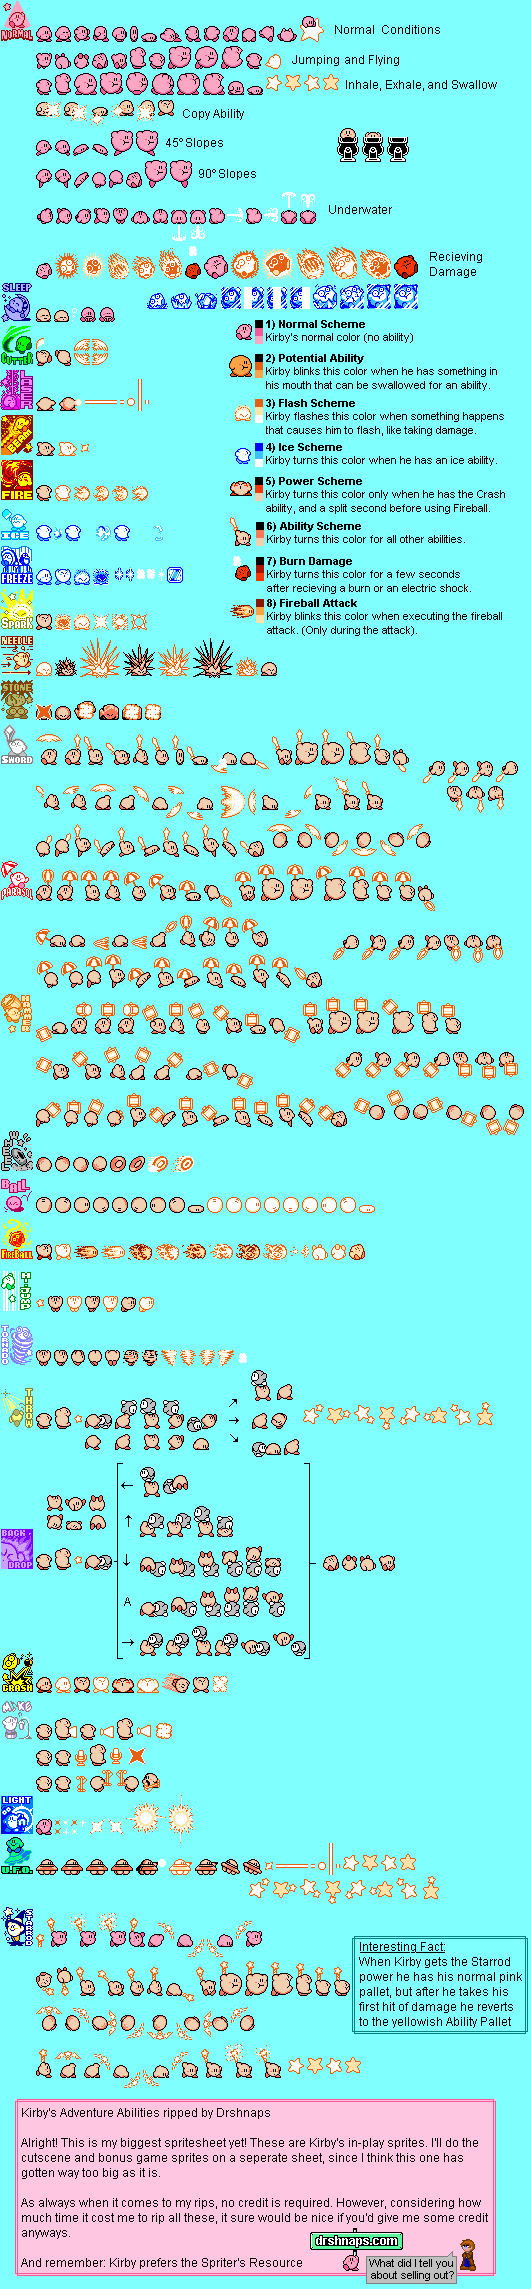 NORMAL
Normal Conditions
Jumping and Flying
Inhale, Exhale, and Swallow
Copy Ability
45° Slopes
90° Slopes
Underwater
Recieving
Damage
SLEEP
CUTTER
LASER
BEAM
FIRE
ICE
FREEZE
SPARK
NEEDLE
STONE
SWORD
1) Normal Scheme
Kirby's normal color (no ability)
2) Potential Ability
Kirby blinks this color when he has something in
his mouth that can be swallowed for an ability.
3) Flash Scheme
Kirby flashes this color when something happens
that causes him to flash, like taking damage.
4) Ice Scheme
Kirby turns this color when he has an ice ability.
5) Power Scheme
Kirby turns this color only when he has the Crash
ability, and a split second before using Fireball.
6) Ability Scheme
Kirby turns this color for all other abilities.
7) Burn Damage
Kirby turns this color for a few seconds
after recieving a burn or an electric shock.
8) Fireball Attack
Kirby blinks this color when executing the fireball
attack. (Only during the attack).
PARASOL
HAMMER
WHEEL
BALL
FIREBALL
HI-JUMP
TORNADO
THROW
BACK
DROP
A
CRASH
MIKE
LIGHT
U.F.O.
STARROD
Interesting Fact:
When Kirby gets the Starrod
power he has his normal pink
pallet, but after he takes his
first hit of damage he reverts
to the yellowish Ability Pallet
Kirby's Adventure Abilities ripped by Drshnaps
Alright! This is my biggest spritesheet yet! These are Kirby's in-play sprites. I'll do the
cutscene and bonus game sprites on a seperate sheet, since I think this one has
gotten way too big as it is.
As always when it comes to my rips, no credit is required. However, considering how
much time it cost me to rip all these, it sure would be nice if you'd give me some credit
anyways.
drshnaps.com
And remember: Kirby prefers the Spriter's Resource
What did I tell you
about selling out?